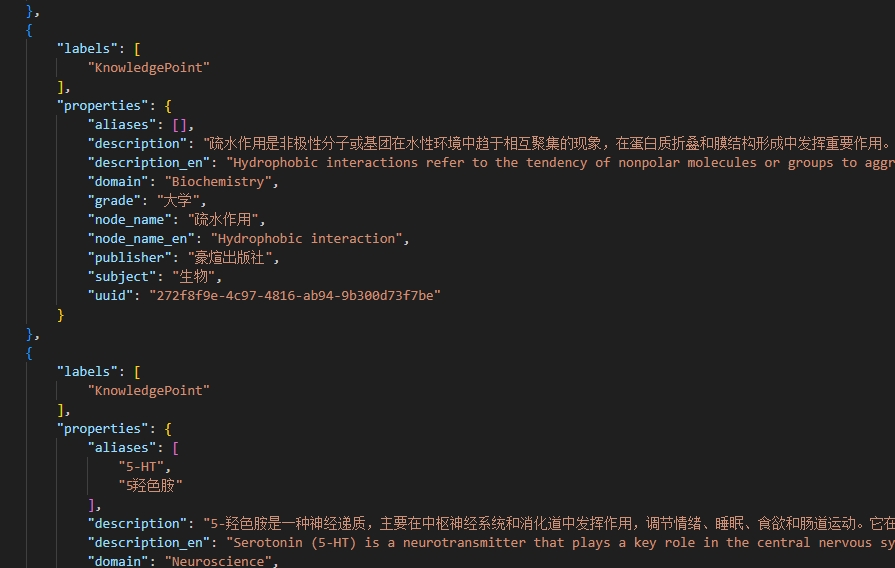 },
{
"labels": [
"KnowledgePoint"
],
"properties": {
"aliases": [],
"description": "疏水作用是非极性分子或基团在水性环境中趋于相互聚集的现象，在蛋白质折叠和膜结构形成中发挥重要作用。
"description_en": "Hydrophobic interactions refer to the tendency of nonpolar molecules or groups to aggr
"domain": "Biochemistry",
"grade": "大学",
"node_name": "疏水作用",
"node_name_en": "Hydrophobic interaction",
"publisher": "豪煊出版社",
"subject": "生物",
"uuid": "272f8f9e-4c97-4816-ab94-9b300d73f7be"
}
},
{
"labels": [
"KnowledgePoint"
],
"properties": {
"aliases": [
"5-HT",
"5羟色胺"
],
"description": "5-羟色胺是一种神经递质，主要在中枢神经系统和消化道中发挥作用，调节情绪、睡眠、食欲和肠道运动。它在
"description_en": "Serotonin (5-HT) is a neurotransmitter that plays a key role in the central nervous sy
"domain": "Neuroscience",